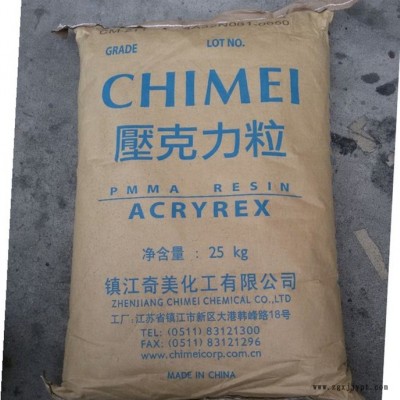 GRADE LOT NO.
CHIMEI
壓克力粒
PMMA RESIN
ACRYREX
净含量 : 25 kg
镇江奇美化工有限公司
ZHENJIANG CHIMEI CHEMICAL CO.,LTD
工厂:江苏省镇江市新区大港韩峰路18号
TEL: (0511) 83121300
FAX: (0511) 83121296
www.chimeicorp.com.cn
MADE IN CHINA